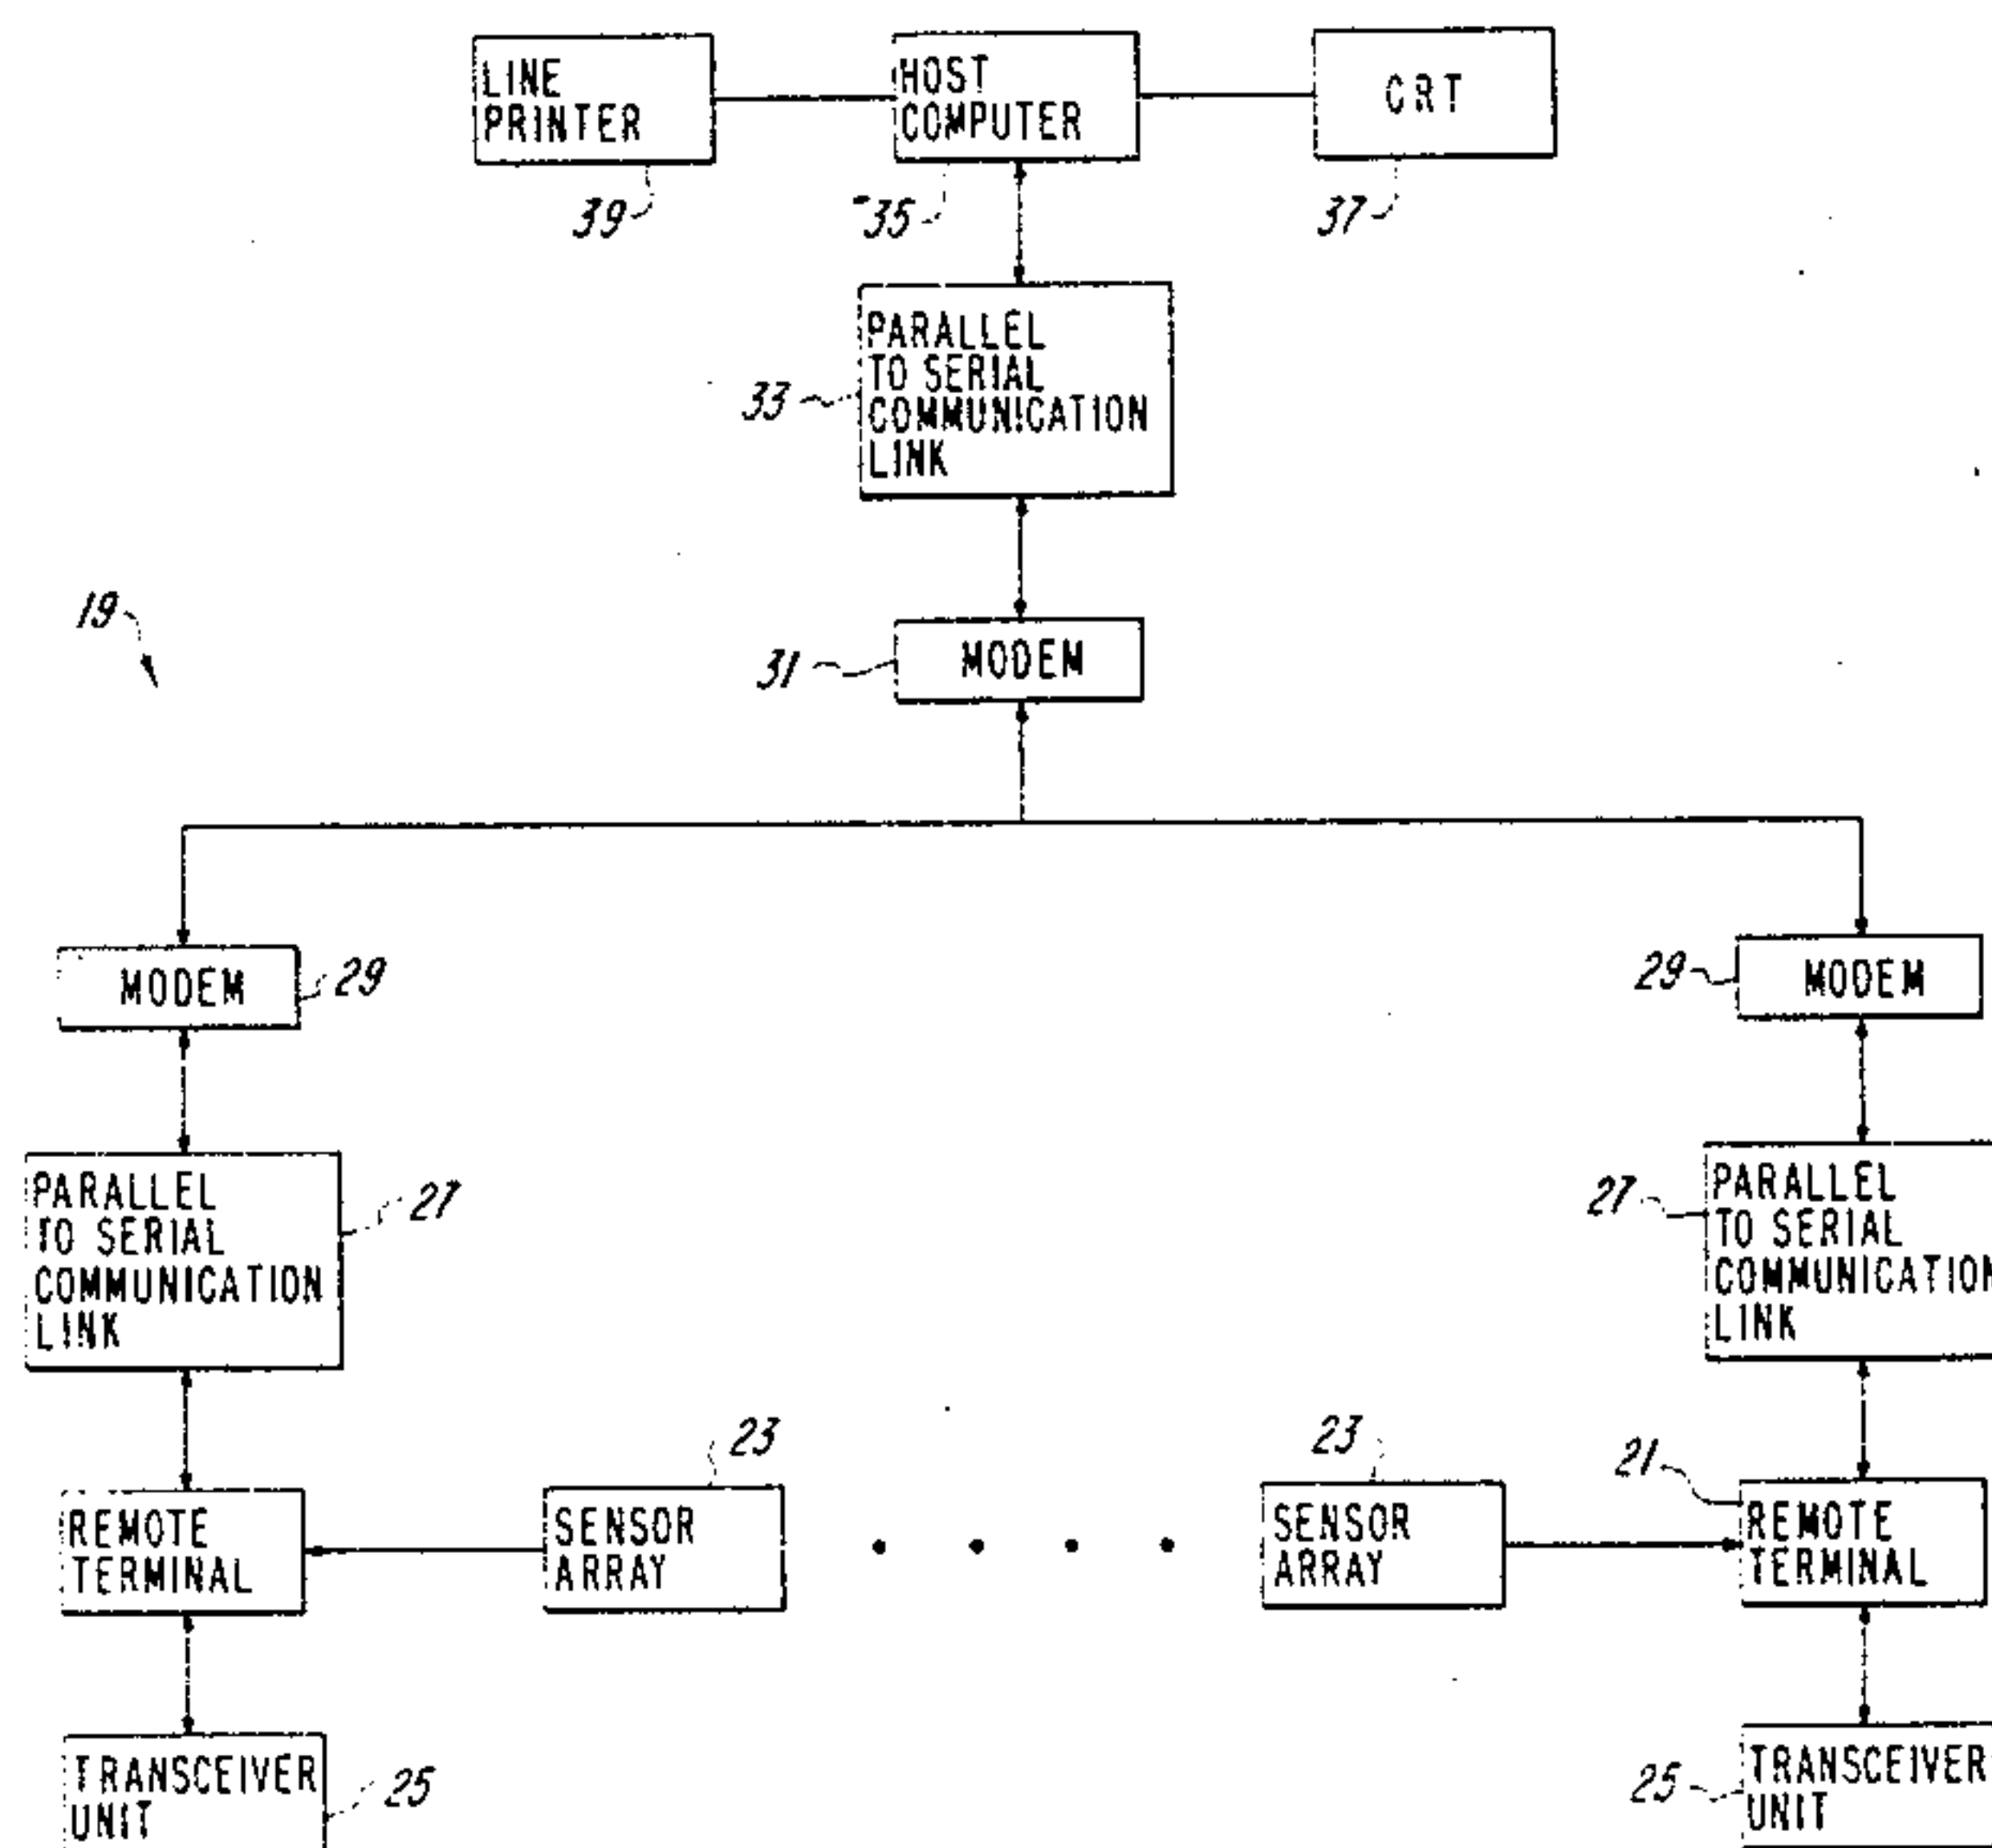 LINE
PRINTER
HOST
COMPUTER
CRT
39
35
37
PARALLEL
TO SERIAL
COMMUNICATION
LINK
33
19
31
MODEM
MODEM
29
29
MODEM
PARALLEL
TO SERIAL
COMMUNICATION
LINK
27
27
PARALLEL
TO SERIAL
COMMUNICATION
LINK
23
23
21
REMOTE
TERMINAL
SENSOR
ARRAY
SENSOR
ARRAY
REMOTE
TERMINAL
TRANSCEIVER
UNIT
25
25
TRANSCEIVER
UNIT